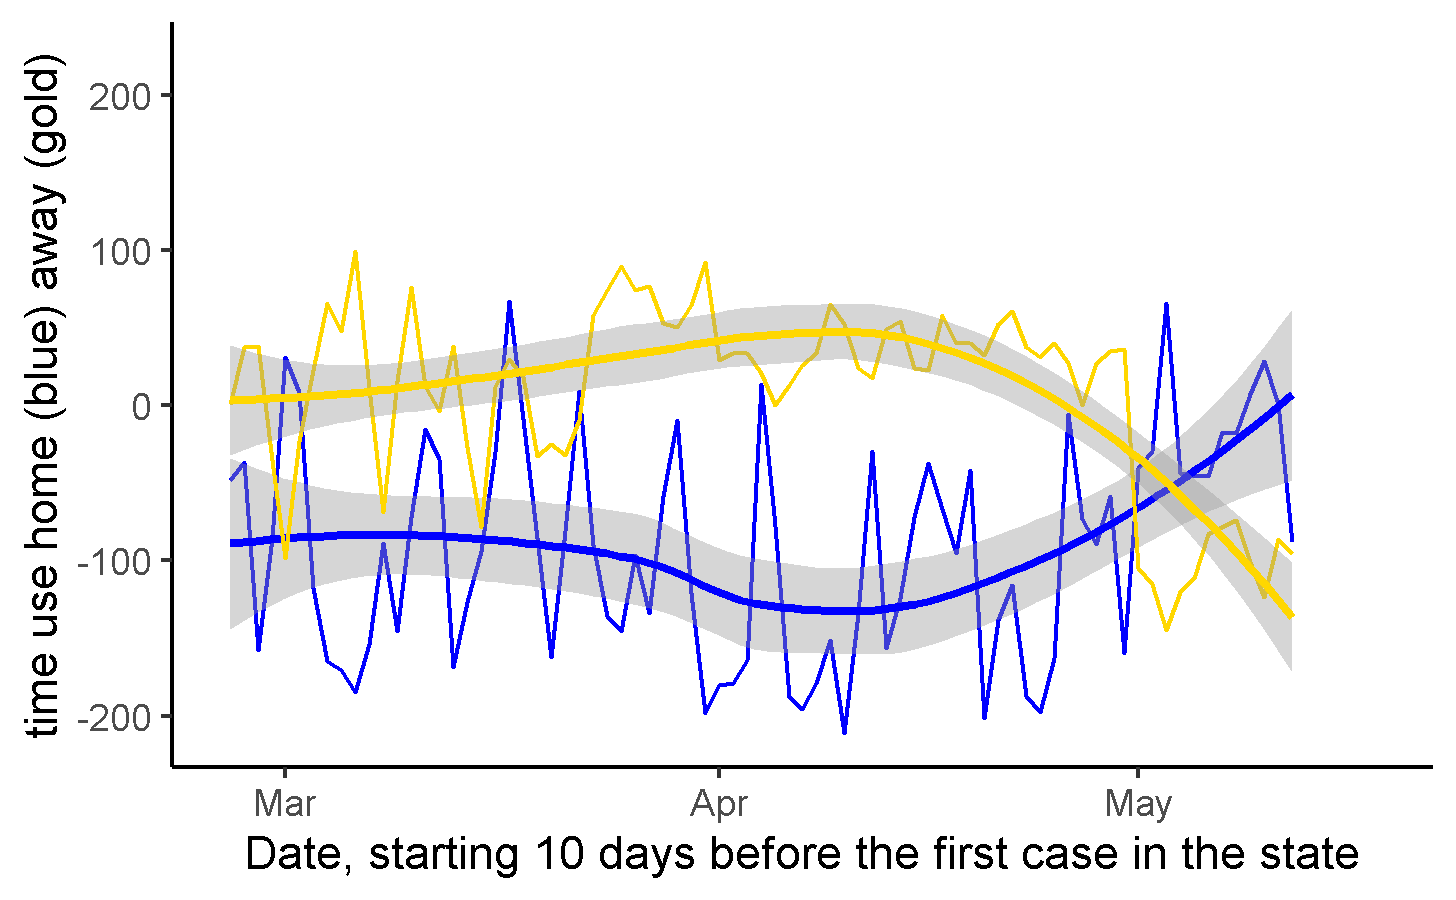 time use home (blue) away (gold)
200
100
0
-100
-200
Mar Apr May
Date, starting 10 days before the first case in the state